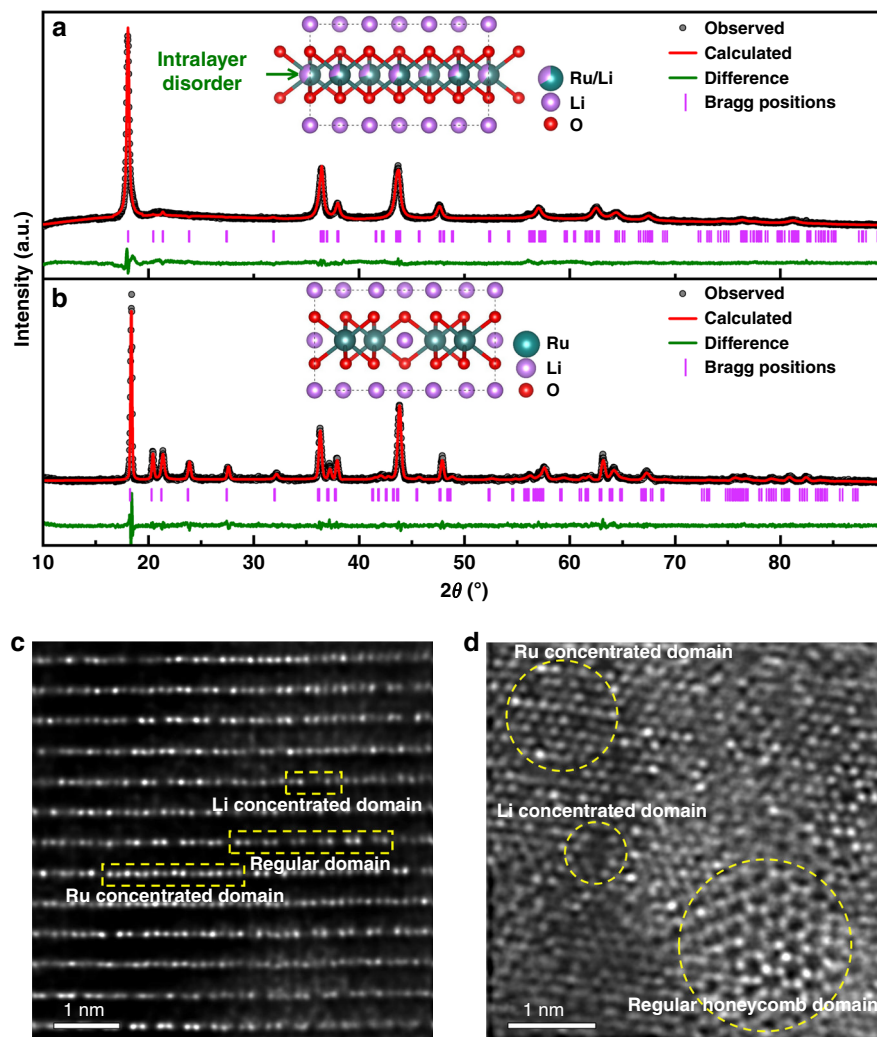 a
Intralayer
disorder
Ru/Li
Li
O
Observed
Calculated
Difference
Bragg positions
Intensity (a.u.)
b
Ru
Li
O
Observed
Calculated
Difference
Bragg positions
10 20 30 40 50 60 70 80
2θ (°)
c
Li concentrated domain
Regular domain
Ru concentrated domain
1 nm
d
Ru concentrated domain
Li concentrated domain
Regular honeycomb domain
1 nm